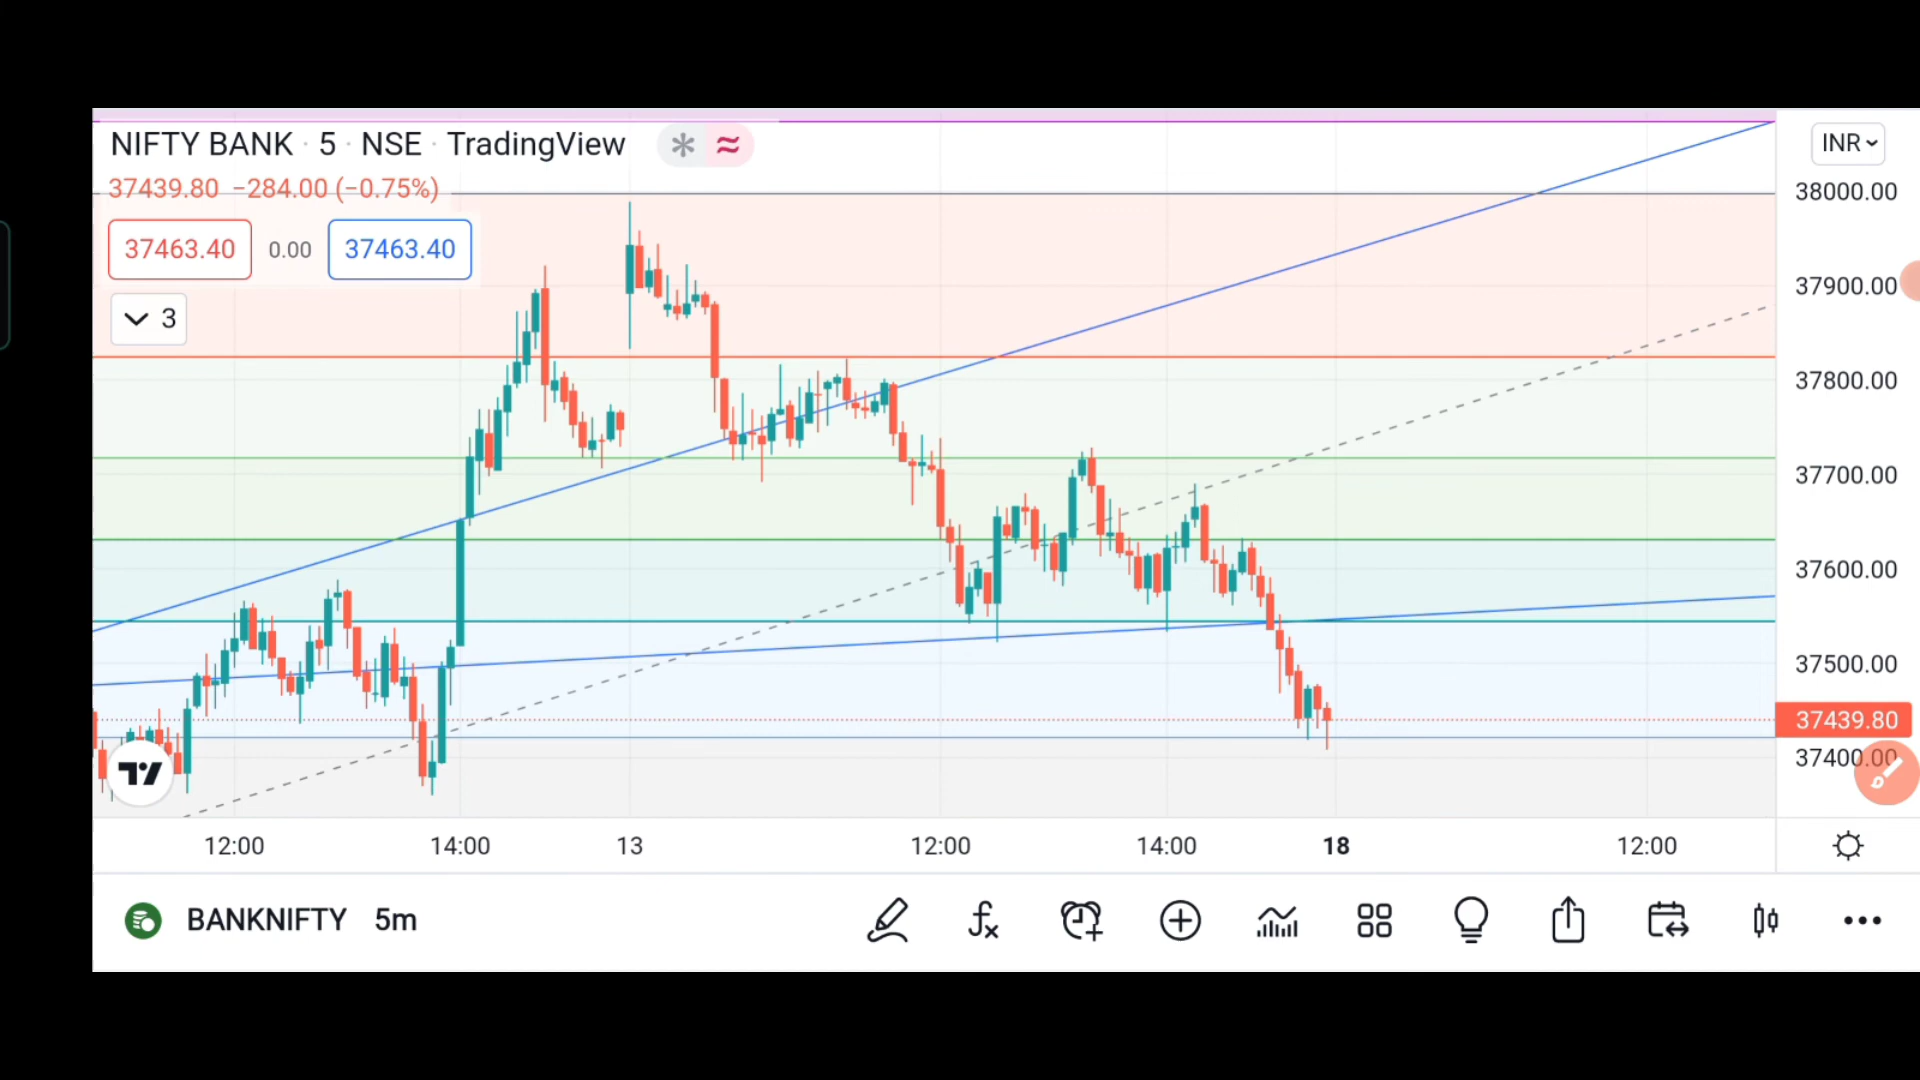 NIFTY BANK · 5 · NSE · TradingView
37439.80 −284.00 (−0.75%)
37463.40 0.00 37463.40
3
INR
38000.00
37900.00
37800.00
37700.00
37600.00
37500.00
37439.80
37400.00
12:00 14:00 13 12:00 14:00 18 12:00
BANKNIFTY 5m